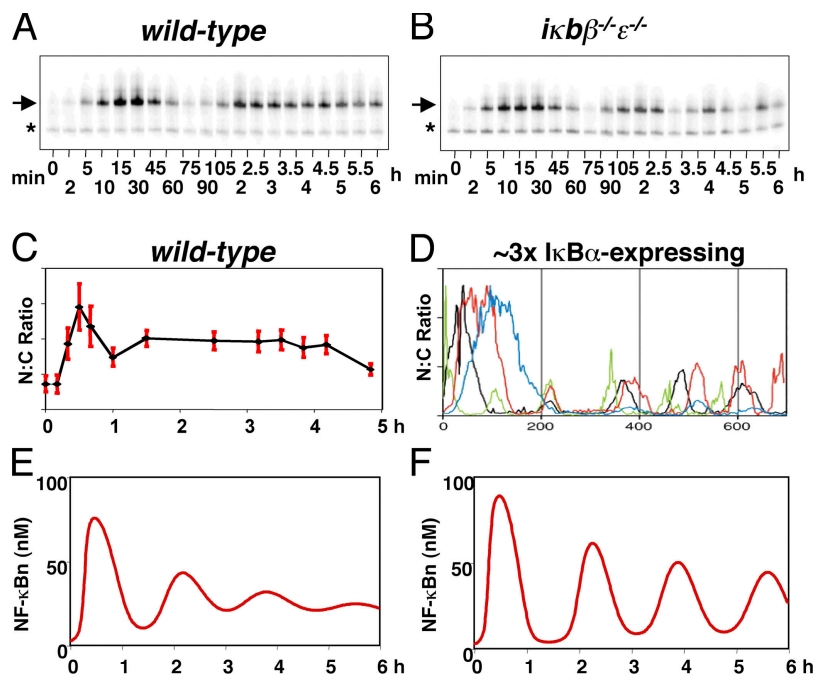 A wild-type
B iκbβ-/-ε-/-
*
*
0 5 15 45 75 105 2.5 3.5 4.5 5.5 h
min 2 10 30 60 90 2 3 4 5 6
0 5 15 45 75 105 2.5 3.5 4.5 5.5 h
min 2 10 30 60 90 2 3 4 5 6
C wild-type
D ~3x IκBα-expressing
N:C Ratio
0 1 2 3 4 5 h
N:C Ratio
0 200 400 600
E
100
50
0
NF-κBn (nM)
0 1 2 3 4 5 6 h
F
100
50
0
NF-κBn (nM)
0 1 2 3 4 5 6 h